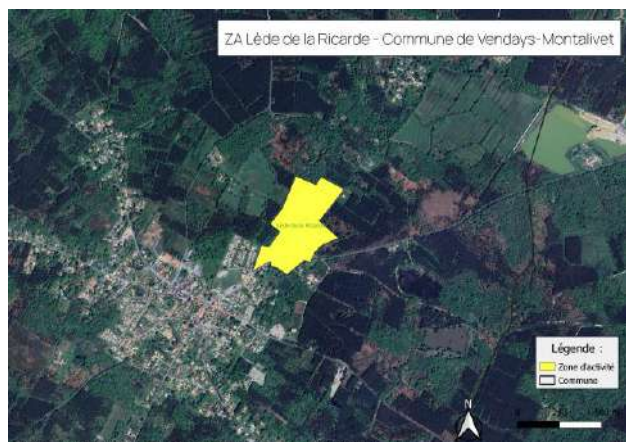 ZA Lède de la Ricarde - Commune de Vendays-Montalivet
Légende :
Zone d'activité
Commune
N